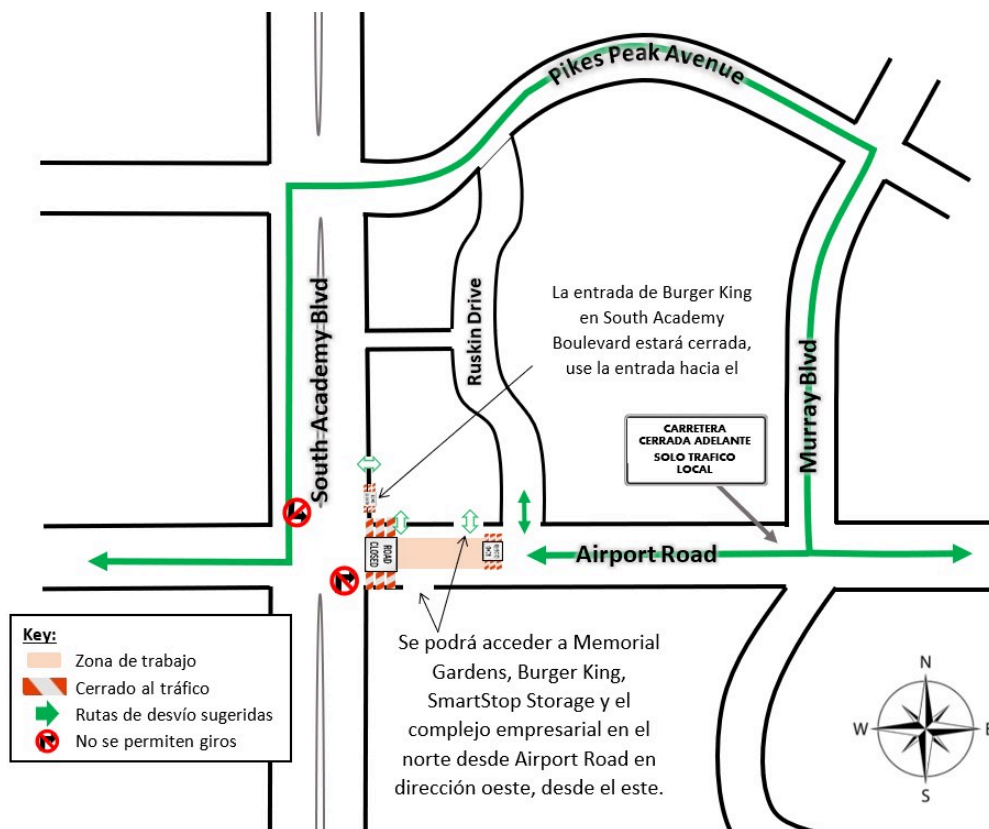 Pikes Peak Avenue
South Academy Blvd
Ruskin Drive
La entrada de Burger King
en South Academy
Boulevard estará cerrada,
use la entrada hacia el
Murray Blvd
CARRETERA
CERRADA ADELANTE
SOLO TRAFICO
LOCAL
ROAD
CLOSED
Airport Road
Se podrá acceder a Memorial
Gardens, Burger King,
SmartStop Storage y el
complejo empresarial en el
norte desde Airport Road en
dirección oeste, desde el este.
Key:
Zona de trabajo
Cerrado al tráfico
Rutas de desvío sugeridas
No se permiten giros
N
W
E
S